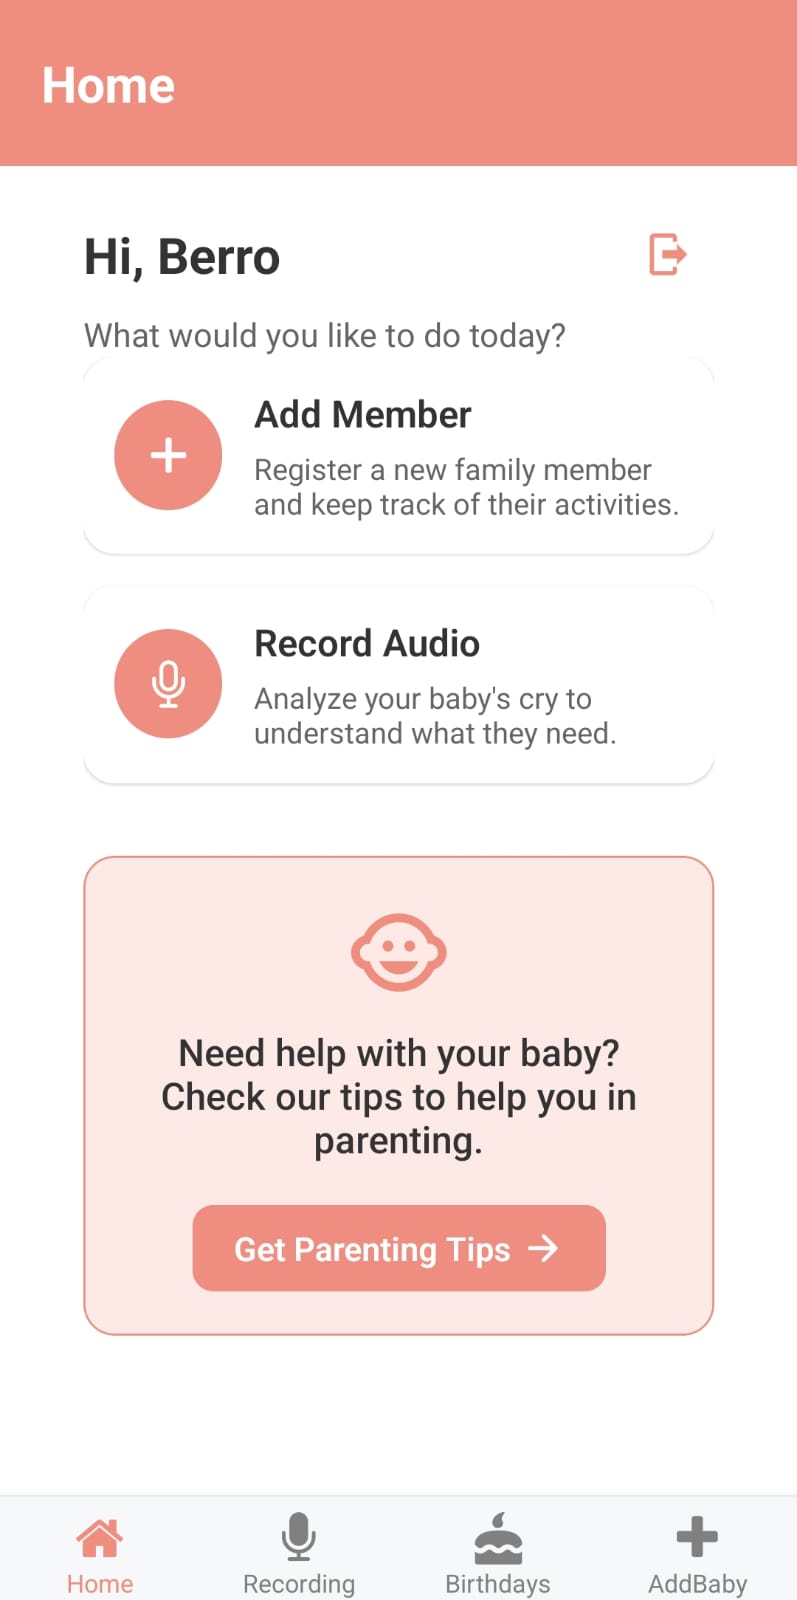 Home
Hi, Berro
What would you like to do today?
Add Member
Register a new family member
and keep track of their activities.
Record Audio
Analyze your baby's cry to
understand what they need.
Need help with your baby?
Check our tips to help you in
parenting.
Get Parenting Tips →
Home
Recording
Birthdays
AddBaby